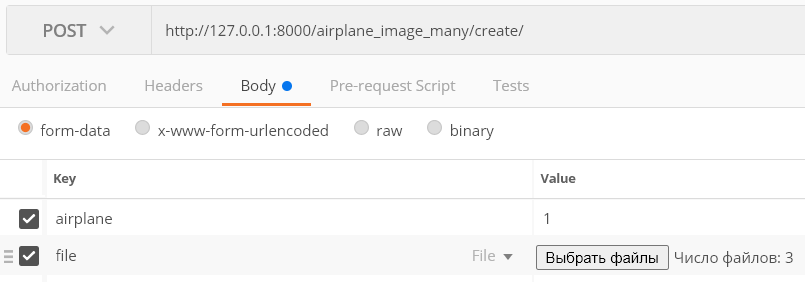 POST http://127.0.0.1:8000/airplane_image_many/create/
Authorization Headers Body Pre-request Script Tests
form-data x-www-form-urlencoded raw binary
Key Value
airplane 1
file File Выбрать файлы Число файлов: 3